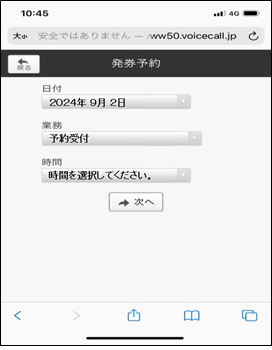 10:45 4G
大小 安全ではありません — ww50.voicecall.jp
戻る 発券予約
日付
2024年 9月 2日
業務
予約受付
時間
時間を選択してください。
次へ